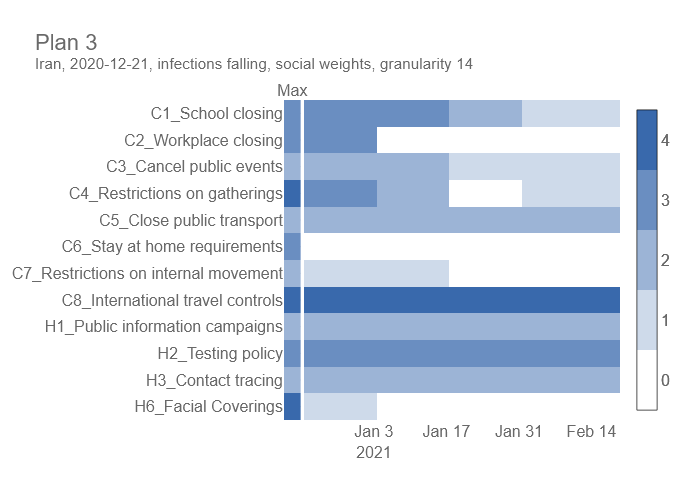 Plan 3
Iran, 2020-12-21, infections falling, social weights, granularity 14
Max
C1_School closing
C2_Workplace closing
C3_Cancel public events
C4_Restrictions on gatherings
C5_Close public transport
C6_Stay at home requirements
C7_Restrictions on internal movement
C8_International travel controls
H1_Public information campaigns
H2_Testing policy
H3_Contact tracing
H6_Facial Coverings
Jan 3 Jan 17 Jan 31 Feb 14
2021
4
3
2
1
0